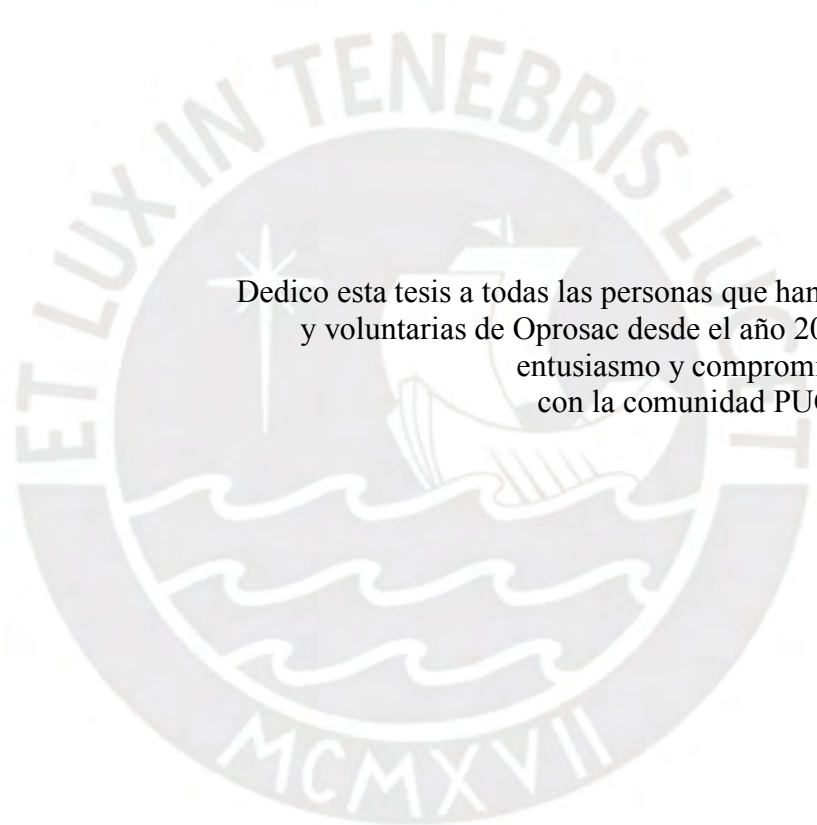 ET LUX IN TENEBRIS LUCET
Dedico esta tesis a todas las personas que han
y voluntarias de Oprosac desde el año 20
entusiasmo y comprom
con la comunidad
MCMXVII